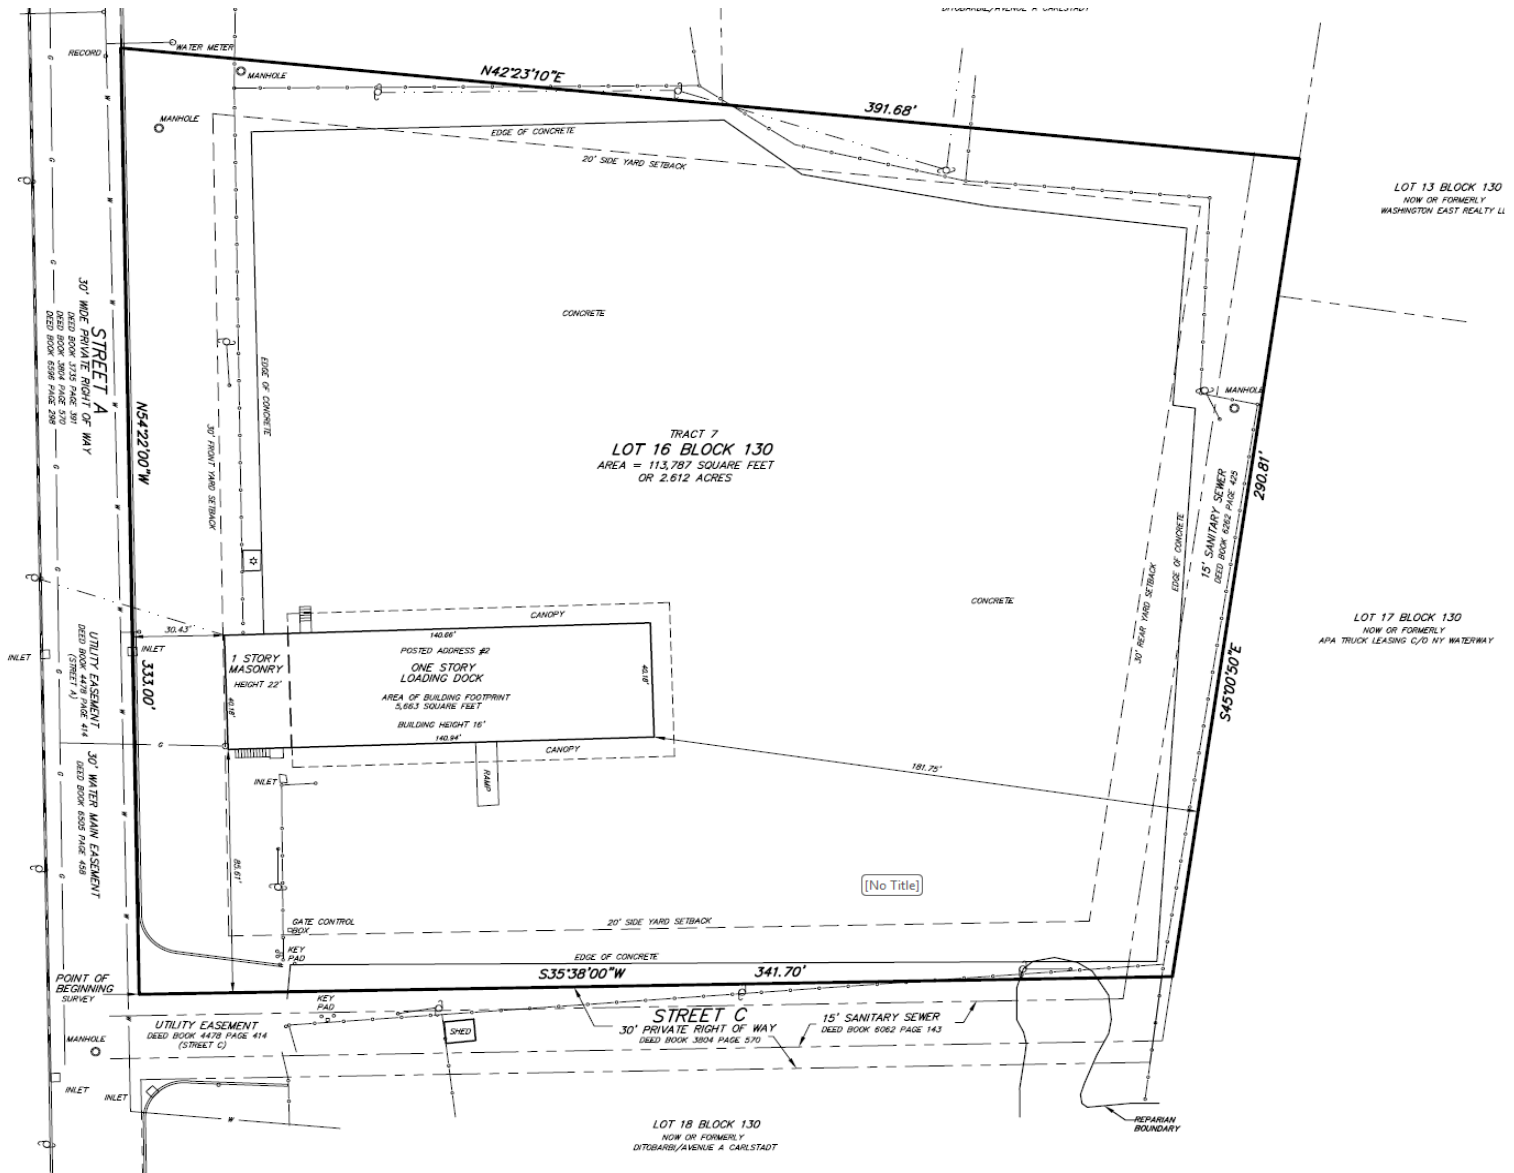 RECORD
WATER METER
MANHOLE
MANHOLE
N42°23'10"E
391.68'
EDGE OF CONCRETE
20' SIDE YARD SETBACK
LOT 13 BLOCK 130
NOW OR FORMERLY
WASHINGTON EAST REALTY
STREET A
30' WIDE PRIVATE RIGHT OF WAY
DEED BOOK 3735 PAGE 391
DEED BOOK 3804 PAGE 570
DEED BOOK 6596 PAGE 298
N54°22'00"W
30' FRONT YARD SETBACK
EDGE OF CONCRETE
CONCRETE
TRACT 7
LOT 16 BLOCK 130
AREA = 113,787 SQUARE FEET
OR 2.612 ACRES
MANHOLE
290.81'
15' SANITARY SEWER
DEED BOOK 6262 PAGE 425
EDGE OF CONCRETE
30' REAR YARD SETBACK
CONCRETE
S45°00'50"E
LOT 17 BLOCK 130
NOW OR FORMERLY
APA TRUCK LEASING C/O NY WATERWAY
UTILITY EASEMENT
DEED BOOK 4478 PAGE 414
(STREET A)
30' WATER MAIN EASEMENT
DEED BOOK 6505 PAGE 458
INLET
INLET
333.00'
30.43'
CANOPY
140.66'
1 STORY
MASONRY
HEIGHT 22'
40.18'
POSTED ADDRESS #2
ONE STORY
LOADING DOCK
AREA OF BUILDING FOOTPRINT
5,663 SQUARE FEET
BUILDING HEIGHT 16'
40.18'
140.94'
CANOPY
RAMP
INLET
181.75'
85.61'
[No Title]
GATE CONTROL
BOX
KEY
PAD
20' SIDE YARD SETBACK
EDGE OF CONCRETE
S35°38'00"W
341.70'
POINT OF
BEGINNING
SURVEY
KEY
PAD
UTILITY EASEMENT
DEED BOOK 4478 PAGE 414
(STREET C)
SHED
STREET C
30' PRIVATE RIGHT OF WAY
DEED BOOK 3804 PAGE 570
15' SANITARY SEWER
DEED BOOK 6062 PAGE 143
MANHOLE
INLET
INLET
LOT 18 BLOCK 130
NOW OR FORMERLY
DITOBARBI/AVENUE A CARLSTADT
REPARIAN
BOUNDARY